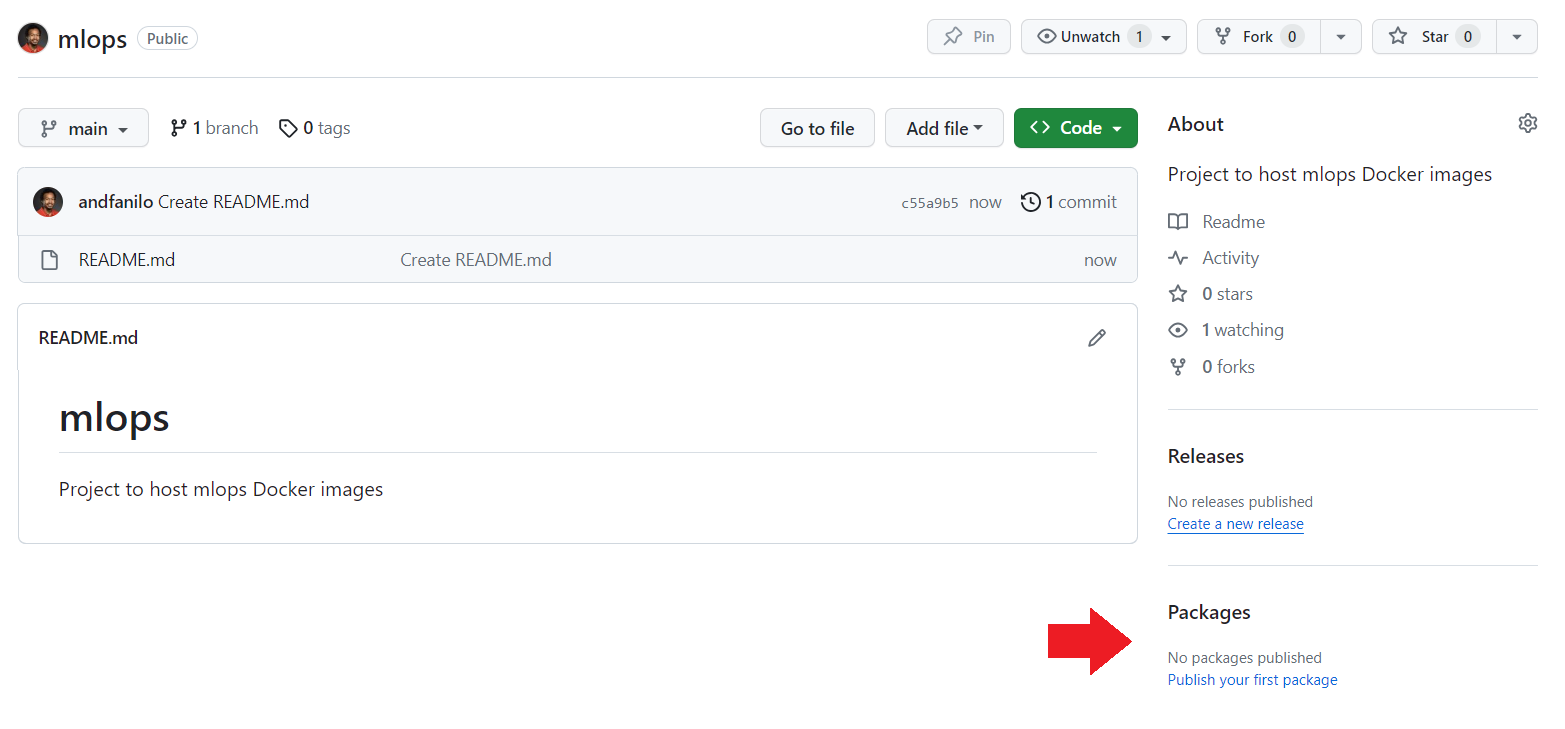 mlops Public Pin Unwatch 1 Fork 0 Star 0
main 1 branch 0 tags Go to file Add file Code
andfanilo Create README.md c55a9b5 now 1 commit
README.md Create README.md now
README.md
mlops
Project to host mlops Docker images
About
Project to host mlops Docker images
Readme
Activity
0 stars
1 watching
0 forks
Releases
No releases published
Create a new release
Packages
No packages published
Publish your first package